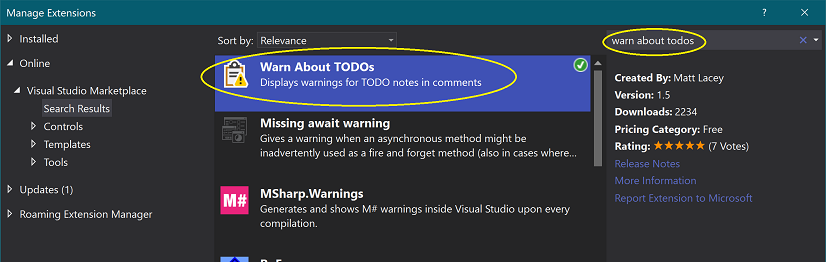 Manage Extensions
?
Installed
Online
Visual Studio Marketplace
Search Results
Controls
Templates
Tools
Updates (1)
Roaming Extension Manager
Sort by: Relevance
Warn About TODOs
Displays warnings for TODO notes in comments
Missing await warning
Gives a warning when an asynchronous method might be
inadvertently used as a fire and forget method (also in cases where...
M#
MSharp.Warnings
Generates and shows M# warnings inside Visual Studio upon every
compilation.
warn about todos
Created By: Matt Lacey
Version: 1.5
Downloads: 2234
Pricing Category: Free
Rating: ★★★★★ (7 Votes)
Release Notes
More Information
Report Extension to Microsoft